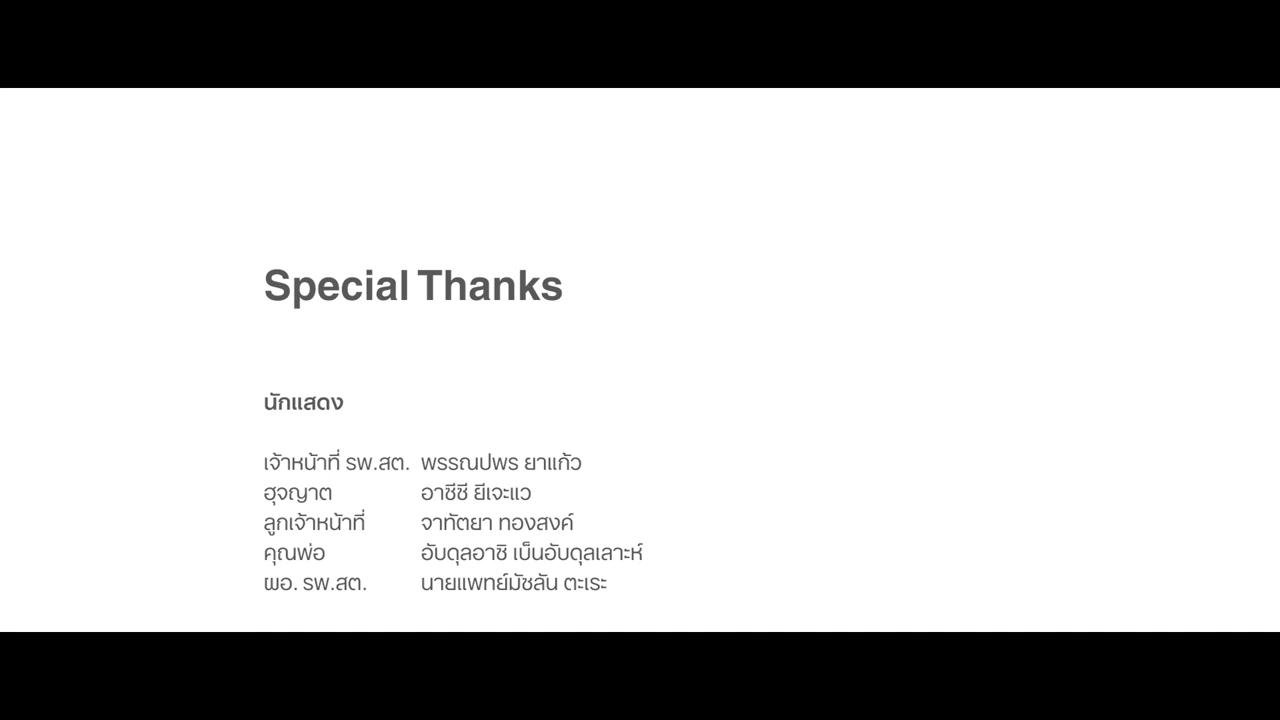 Special Thanks
นักแสดง
เจ้าหน้าที่ รพ.สต. พรรณปพร ยาแก้ว
ฮุจญาต อาซีซี ยีเจะแว
ลูกเจ้าหน้าที่ จาทัตยา ทองสงค์
คุณพ่อ อับดุลอาซิ เบ็นอับดุลเลาะห์
ผอ. รพ.สต. นายแพทย์มัซลัน ตะเระ